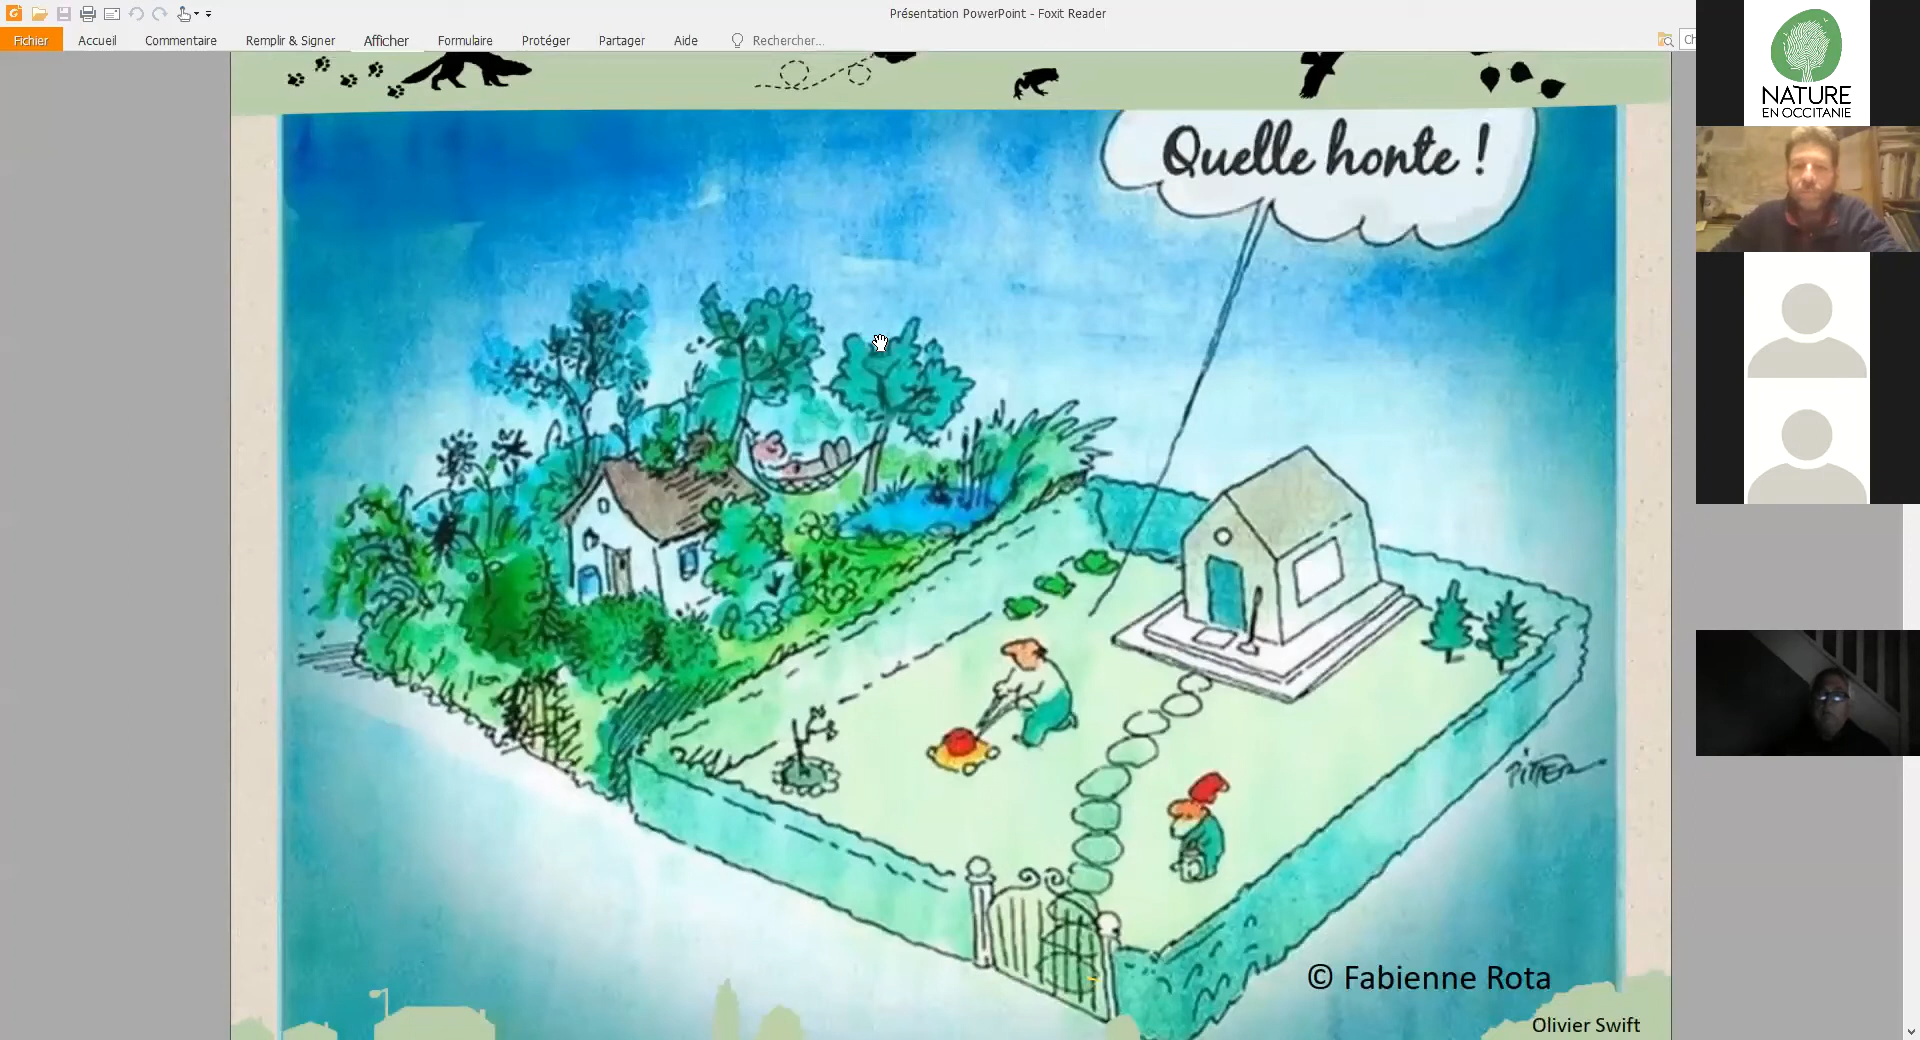 Présentation PowerPoint - Foxit Reader
Fichier
Accueil
Commentaire
Remplir & Signer
Afficher
Formulaire
Protéger
Partager
Aide
Rechercher...
Ch
NATURE
EN OCCITANIE
Quelle honte !
© Fabienne Rota
Olivier Swift